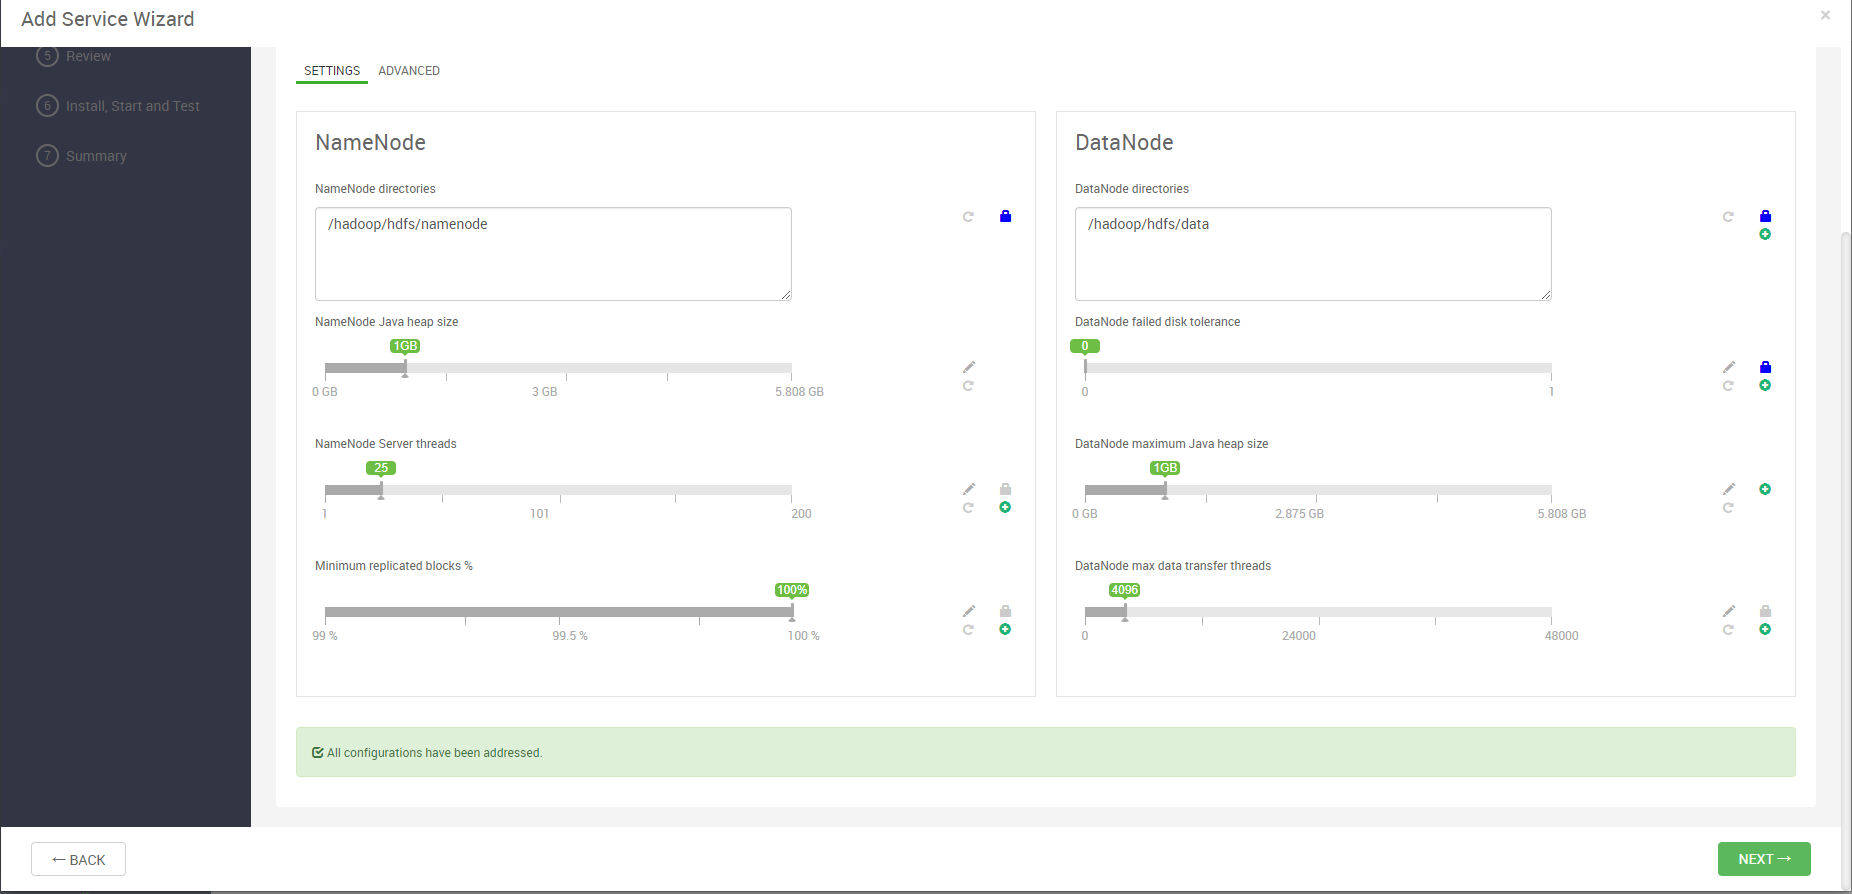 Add Service Wizard
×
5 Review
6 Install, Start and Test
7 Summary
SETTINGS ADVANCED
NameNode
NameNode directories
/hadoop/hdfs/namenode
NameNode Java heap size
1GB
0 GB 3 GB 5.808 GB
NameNode Server threads
25
1 101 200
Minimum replicated blocks %
100%
99 % 99.5 % 100 %
DataNode
DataNode directories
/hadoop/hdfs/data
DataNode failed disk tolerance
0
0 1
DataNode maximum Java heap size
1GB
0 GB 2.875 GB 5.808 GB
DataNode max data transfer threads
4096
0 24000 48000
All configurations have been addressed.
← BACK
NEXT →